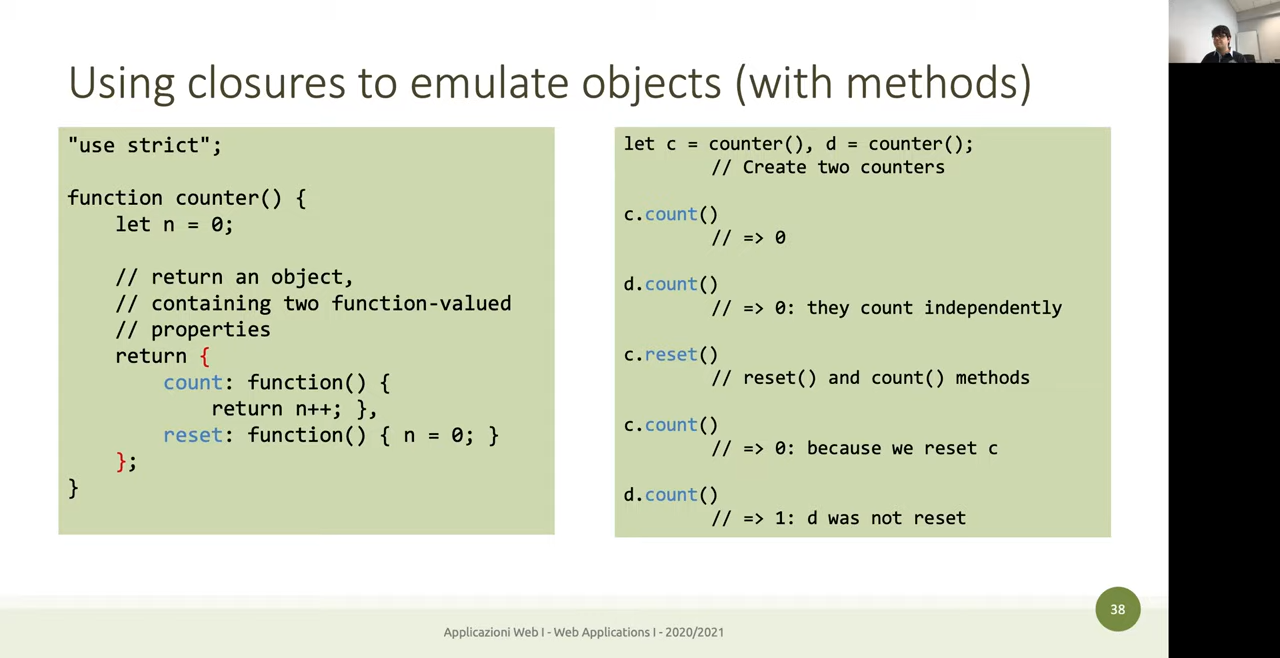 Using closures to emulate objects (with methods)
"use strict";
function counter() {
let n = 0;
// return an object,
// containing two function-valued
// properties
return {
count: function() {
return n++; },
reset: function() { n = 0; }
};
}
let c = counter(), d = counter();
// Create two counters
c.count()
// => 0
d.count()
// => 0: they count independently
c.reset()
// reset() and count() methods
c.count()
// => 0: because we reset c
d.count()
// => 1: d was not reset
38
Applicazioni Web I - Web Applications I - 2020/2021